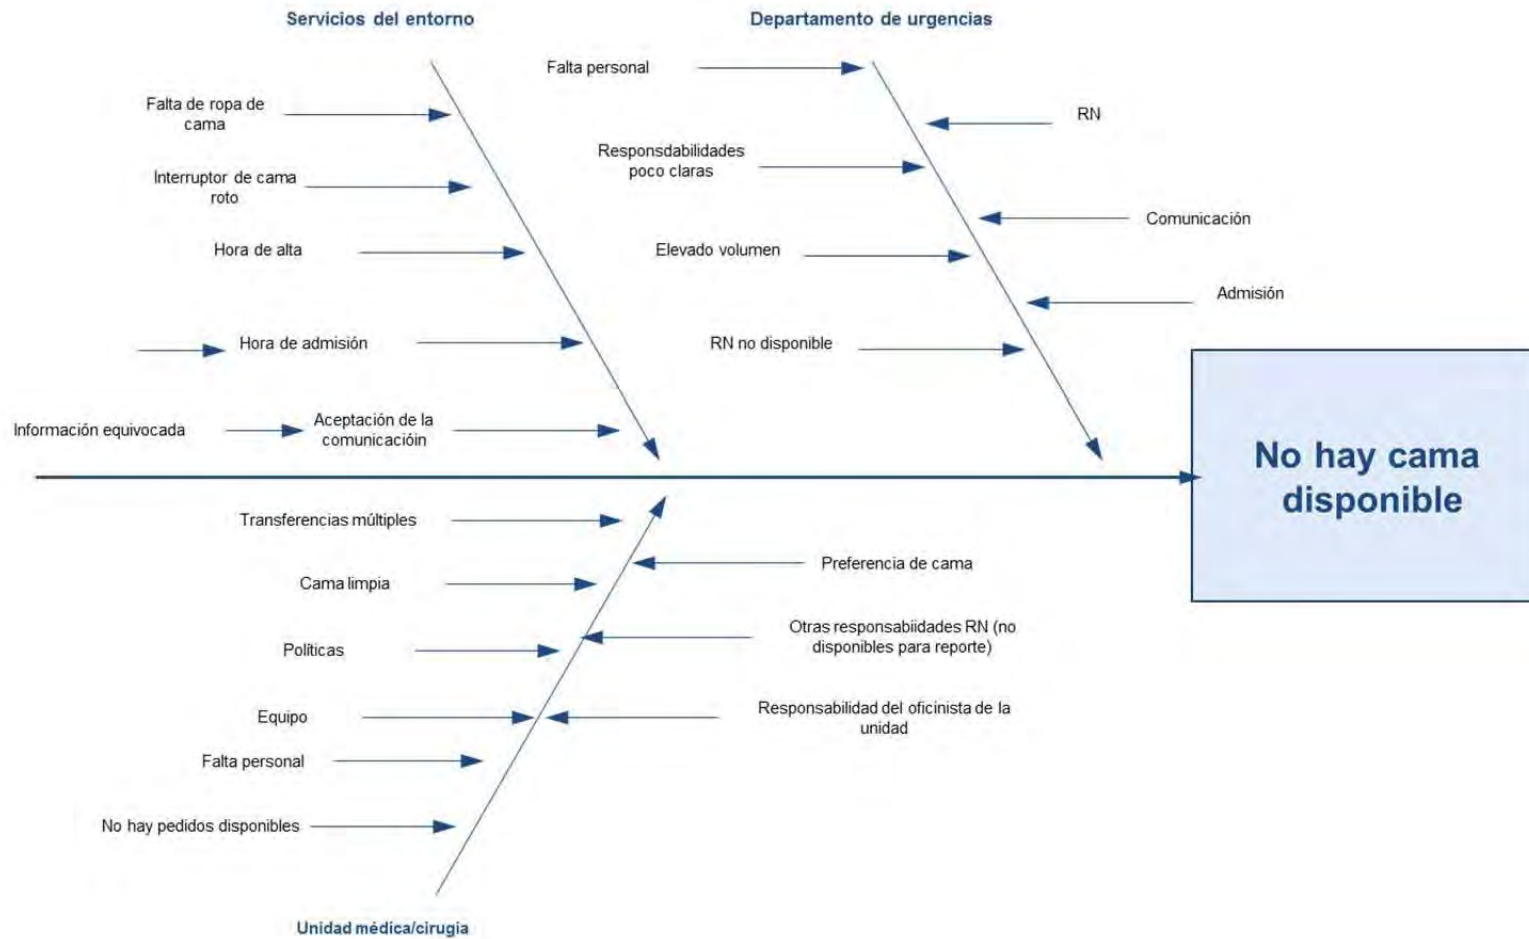 Servicios del entorno
Departamento de urgencias
Falta personal
Falta de ropa de
cama
RN
Responsdabilidades
poco claras
Interruptor de cama
roto
Comunicación
Hora de alta
Elevado volumen
Admisión
Hora de admisión
RN no disponible
Información equivocada
Aceptación de la
comunicacióin
No hay cama
disponible
Transferencias múltiples
Preferencia de cama
Cama limpia
Otras responsabiidades RN (no
disponibles para reporte)
Políticas
Equipo
Responsabilidad del oficinista de la
unidad
Falta personal
No hay pedidos disponibles
Unidad médica/cirugia